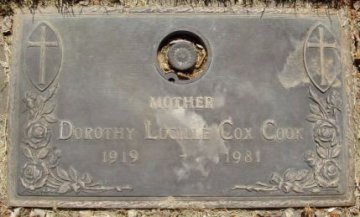 MOTHER
DOROTHY LUCILLE COX COOK
1919 - 1981